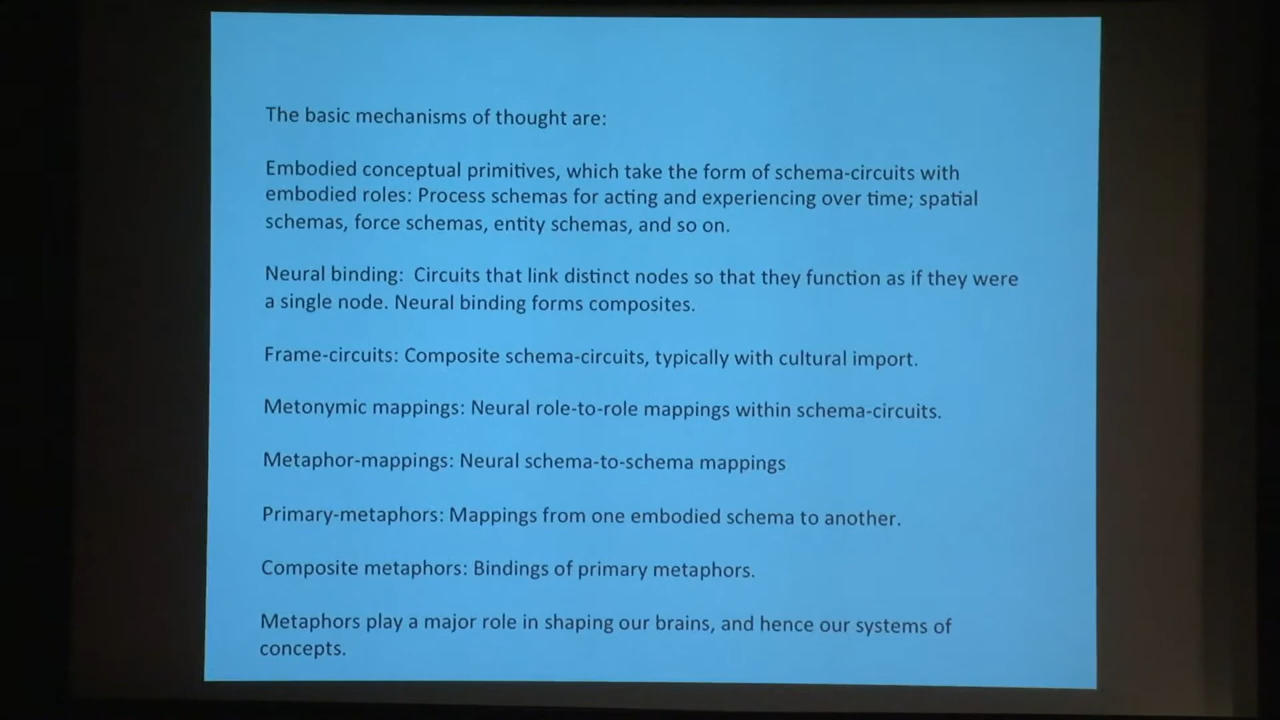 The basic mechanisms of thought are:
Embodied conceptual primitives, which take the form of schema-circuits with
embodied roles: Process schemas for acting and experiencing over time; spatial
schemas, force schemas, entity schemas, and so on.
Neural binding:  Circuits that link distinct nodes so that they function as if they were
a single node. Neural binding forms composites.
Frame-circuits: Composite schema-circuits, typically with cultural import.
Metonymic mappings: Neural role-to-role mappings within schema-circuits.
Metaphor-mappings: Neural schema-to-schema mappings
Primary-metaphors: Mappings from one embodied schema to another.
Composite metaphors: Bindings of primary metaphors.
Metaphors play a major role in shaping our brains, and hence our systems of
concepts.